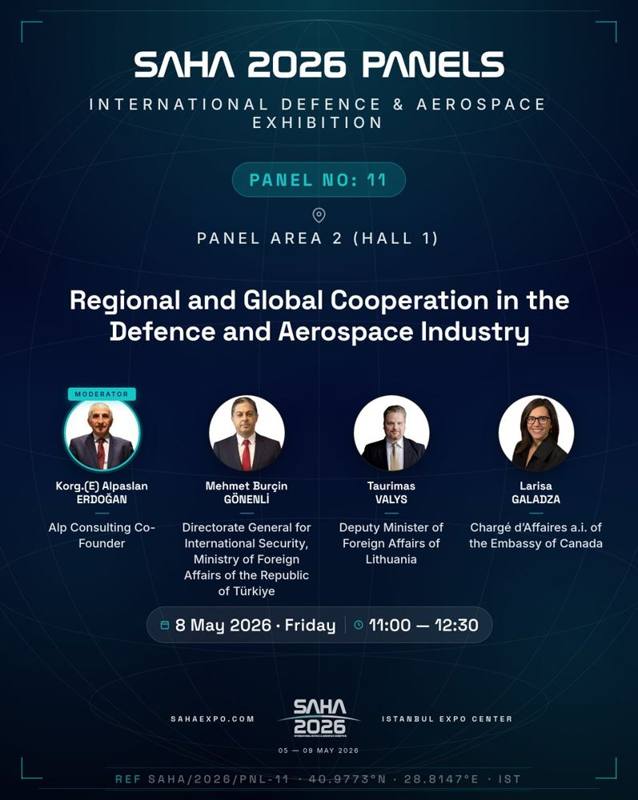 SAHA 2026 PANELS
INTERNATIONAL DEFENCE & AEROSPACE
EXHIBITION
PANEL NO: 11
PANEL AREA 2 (HALL 1)
Regional and Global Cooperation in the
Defence and Aerospace Industry
MODERATOR
Korg.(E) Alpaslan
ERDOĞAN
Alp Consulting Co-
Founder
Mehmet Burçin
GÖNENLİ
Directorate General for
International Security,
Ministry of Foreign
Affairs of the Republic
of Türkiye
Taurimas
VALYS
Deputy Minister of
Foreign Affairs of
Lithuania
Larisa
GALADZA
Chargé d'Affaires a.i. of
the Embassy of Canada
8 May 2026 · Friday 11:00 — 12:30
SAHAEXPO.COM
SAHA
2026
ISTANBUL EXPO CENTER
05 — 09 MAY 2026
REF SAHA/2026/PNL-11 · 40.9773°N · 28.8147°E · IST